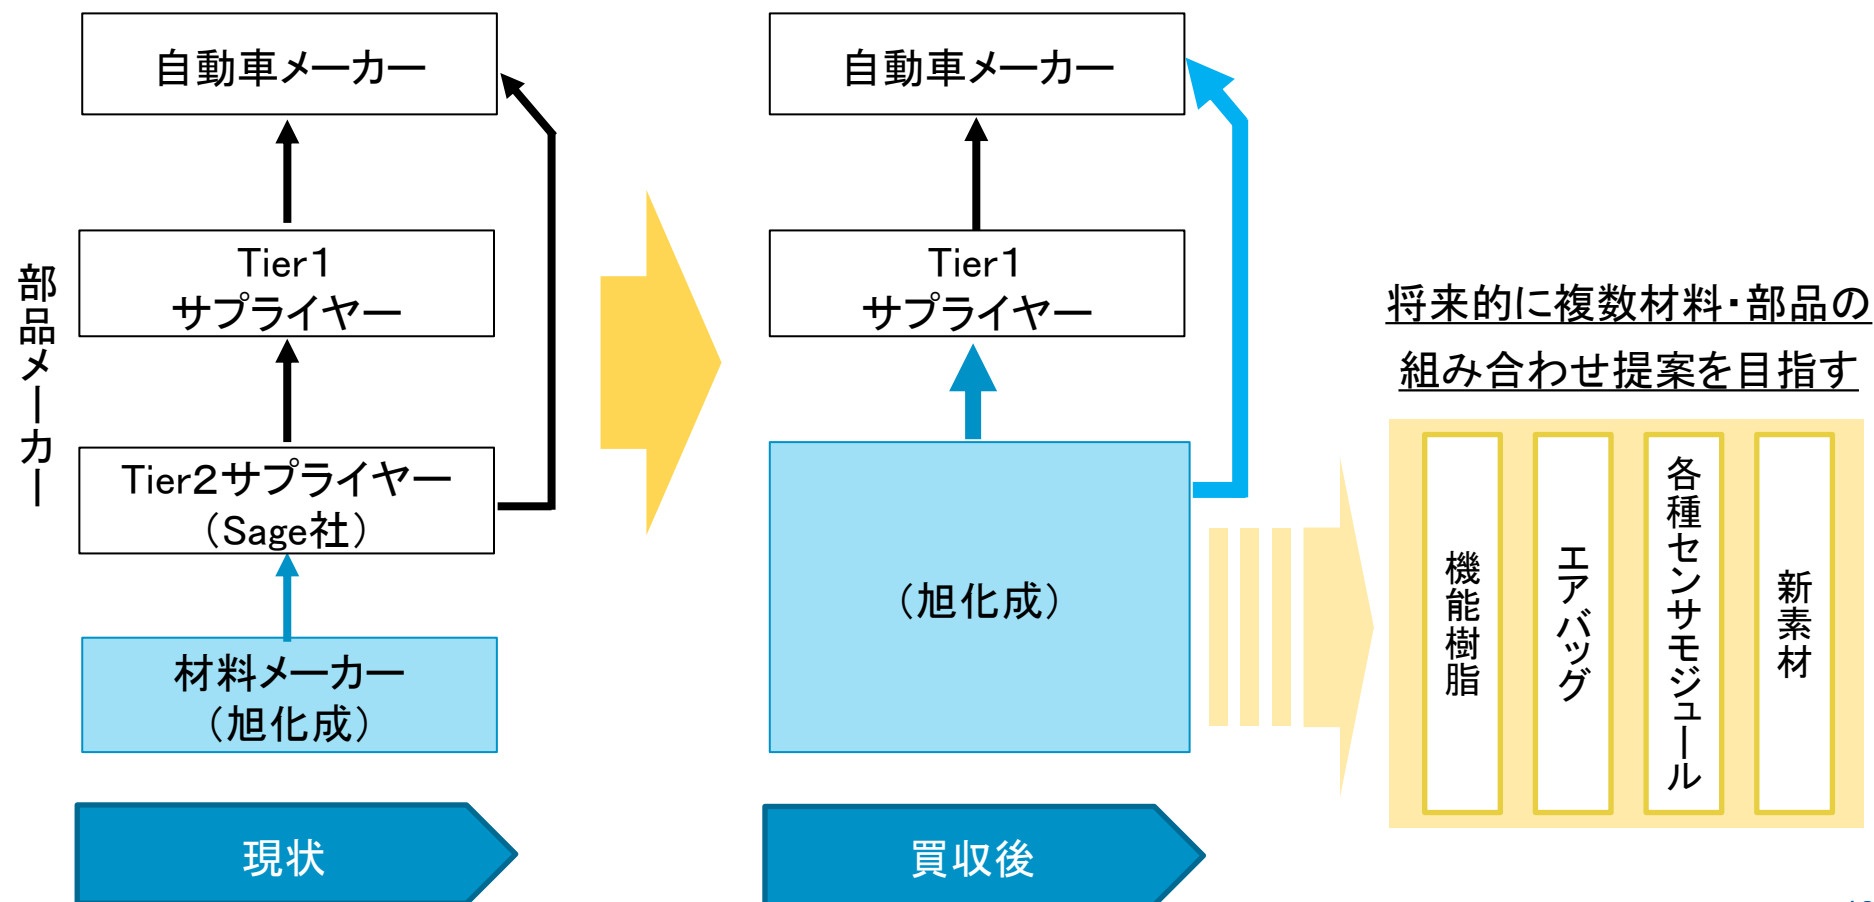 自動車メーカー
Tier1
サプライヤー
部品メーカー
Tier2サプライヤー
（Sage社）
材料メーカー
（旭化成）
現状
自動車メーカー
Tier1
サプライヤー
（旭化成）
買収後
将来的に複数材料・部品の
組み合わせ提案を目指す
機能樹脂
エアバッグ
各種センサモジュール
新素材